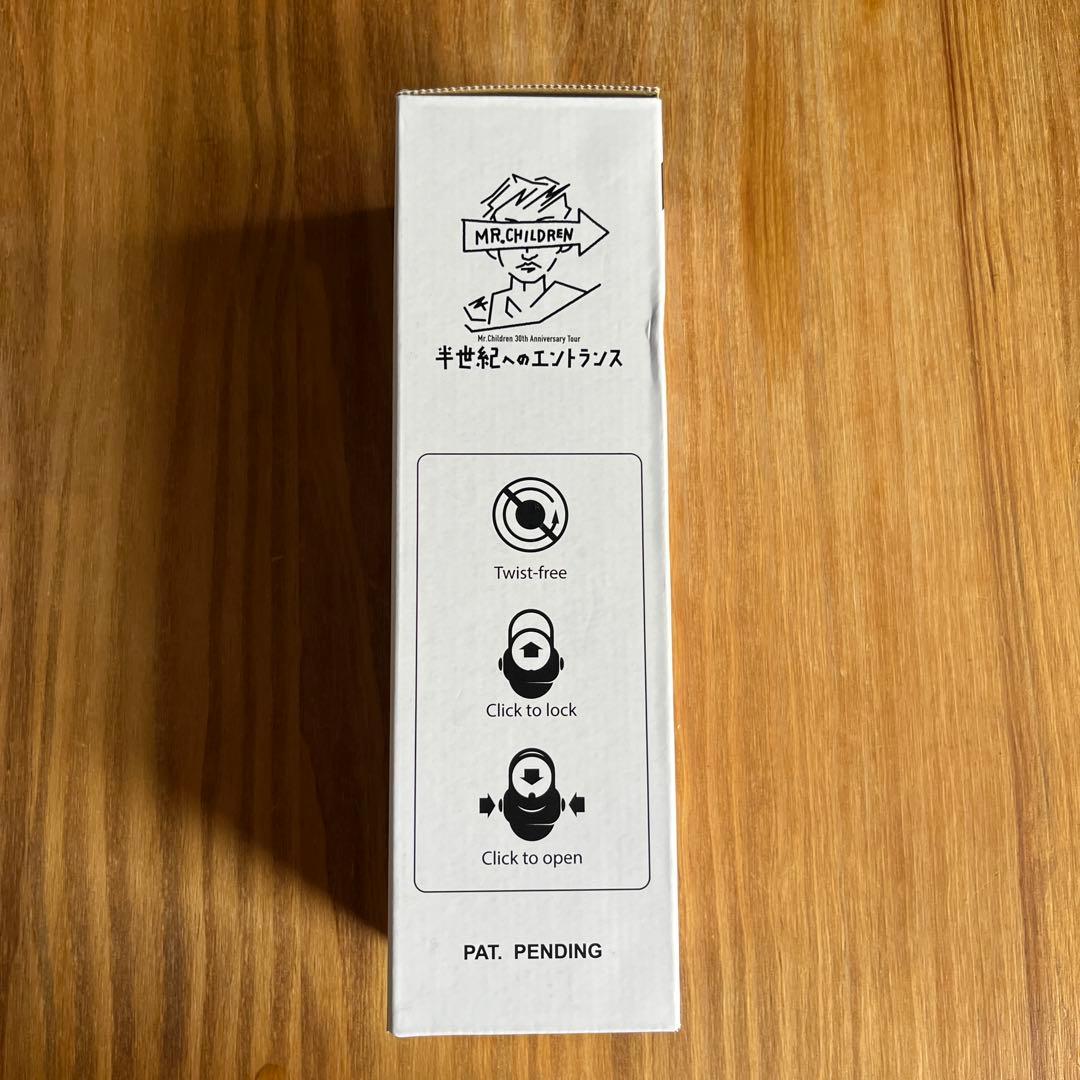 MR.CHILDREN
Mr.Children 30th Anniversary Tour
半世紀へのエントランス
Twist-free
Click to lock
Click to open
PAT. PENDING